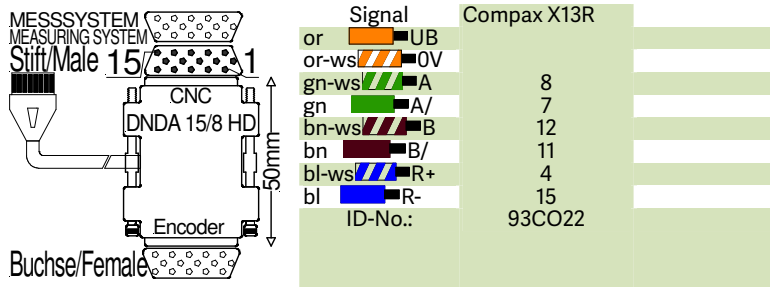 MESSSYSTEM
MEASURING SYSTEM
Stift/Male 15 1
CNC
DNDA 15/8 HD
50mm
Encoder
Buchse/Female
Signal Compax X13R
or UB
or-ws 0V
gn-ws A 8
gn A/ 7
bn-ws B 12
bn B/ 11
bl-ws R+ 4
bl R- 15
ID-No.: 93CO22